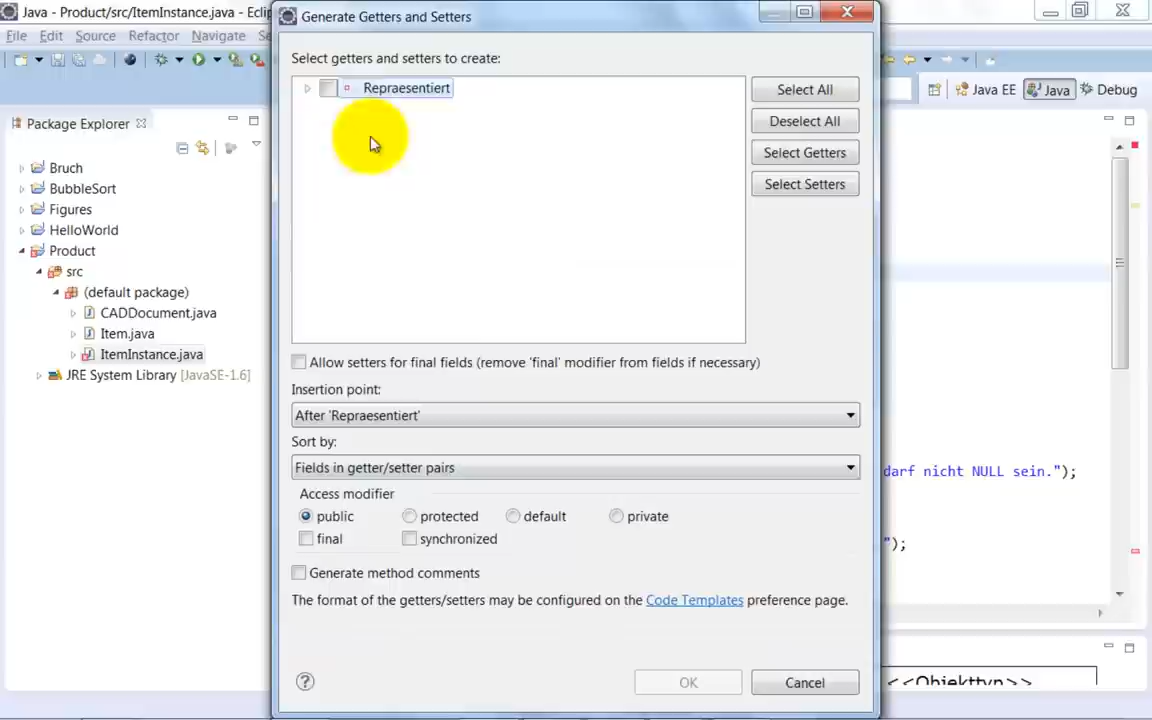 Java - Product/src/ItemInstance.java - Eclip
Generate Getters and Setters
File Edit Source Refactor Navigate Se
Java EE Java Debug
Package Explorer
Bruch
BubbleSort
Figures
HelloWorld
Product
src
(default package)
CADDocument.java
Item.java
ItemInstance.java
JRE System Library [JavaSE-1.6]
Select getters and setters to create:
Repraesentiert
Select All
Deselect All
Select Getters
Select Setters
Allow setters for final fields (remove 'final' modifier from fields if necessary)
Insertion point:
After 'Repraesentiert'
Sort by:
Fields in getter/setter pairs
Access modifier
public protected default private
final synchronized
Generate method comments
The format of the getters/setters may be configured on the Code Templates preference page.
OK Cancel
darf nicht NULL sein.");
");
<<Objekttyp>>